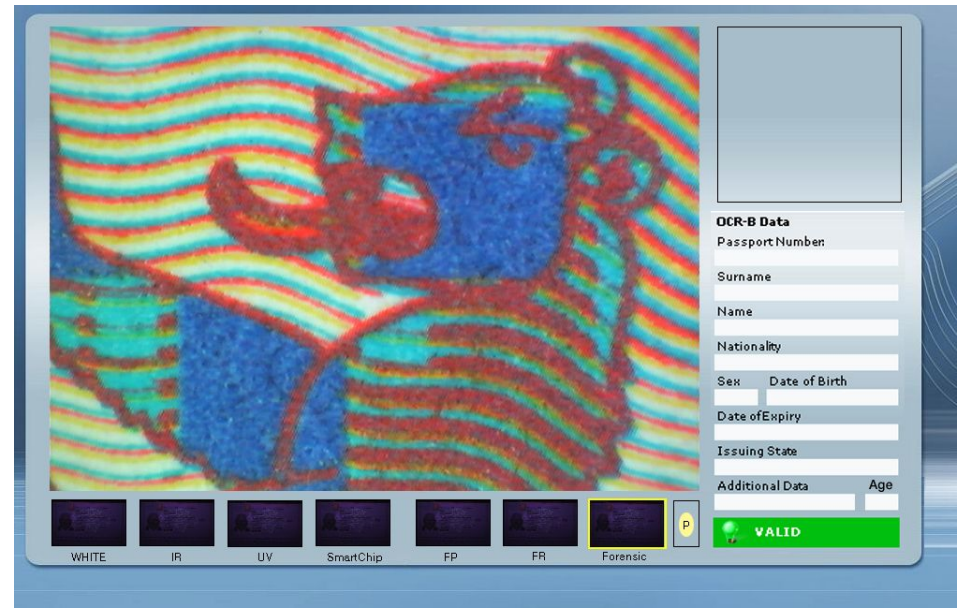 OCR-B Data
Passport Number:
Surname
Name
Nationality
Sex Date of Birth
Date of Expiry
Issuing State
Additional Data Age
VALID
P
WHITE IR UV SmartChip FP FR Forensic